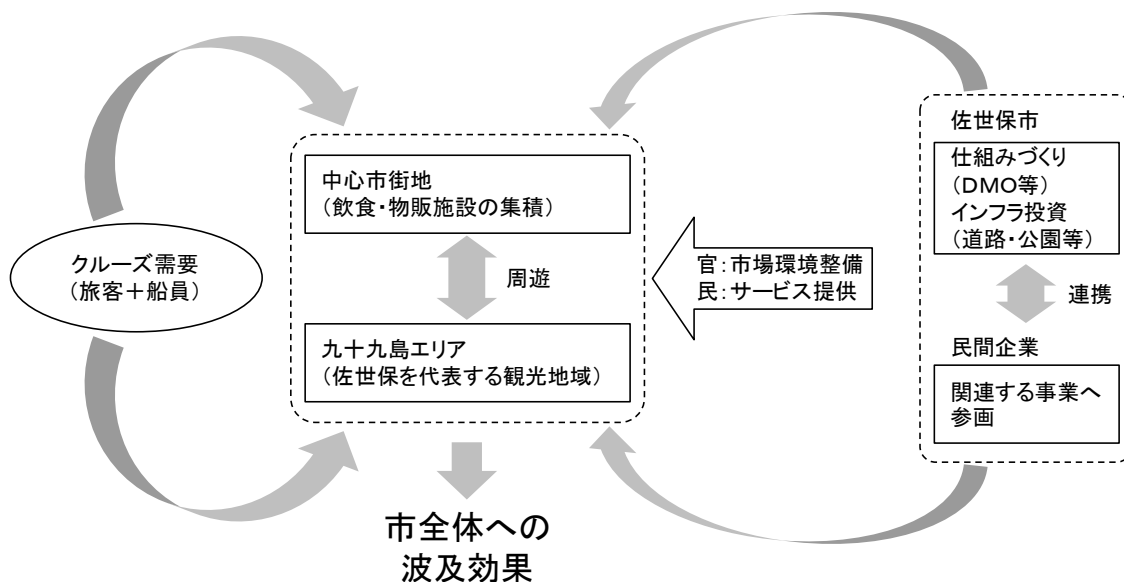 クルーズ需要
(旅客+船員)
中心市街地
(飲食・物販施設の集積)
周遊
九十九島エリア
(佐世保を代表する観光地域)
市全体への
波及効果
官:市場環境整備
民:サービス提供
佐世保市
仕組みづくり
(DMO等)
インフラ投資
(道路・公園等)
連携
民間企業
関連する事業へ
参画